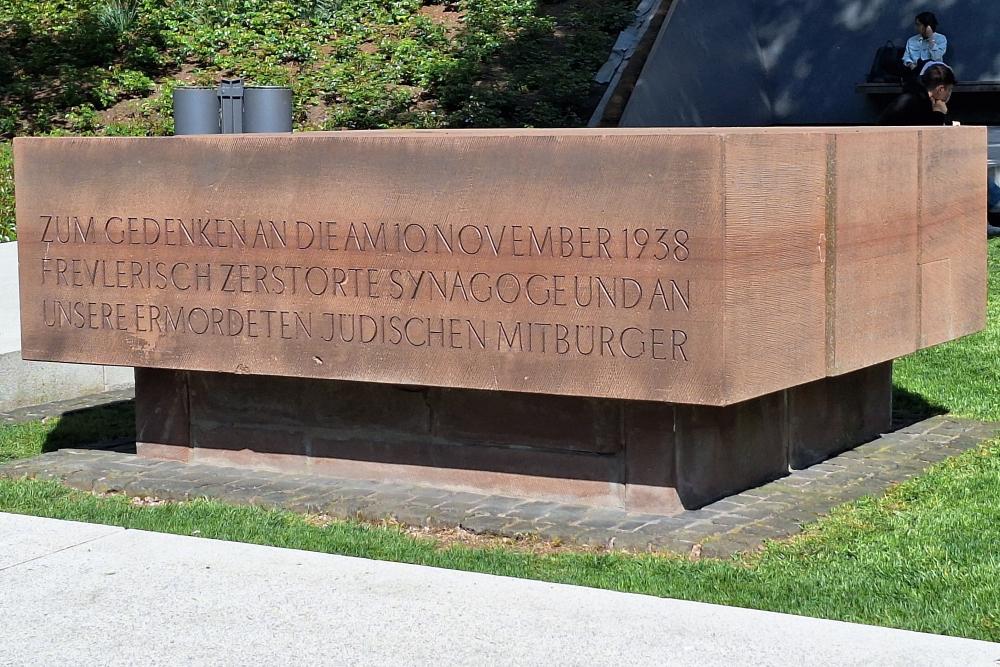 ZUM GEDENKEN AN DIE AM 10. NOVEMBER 1938
FREVLERISCH ZERSTORTE SYNAGOGE UND AN
UNSERE ERMORDETEN JÜDISCHEN MITBÜRGER